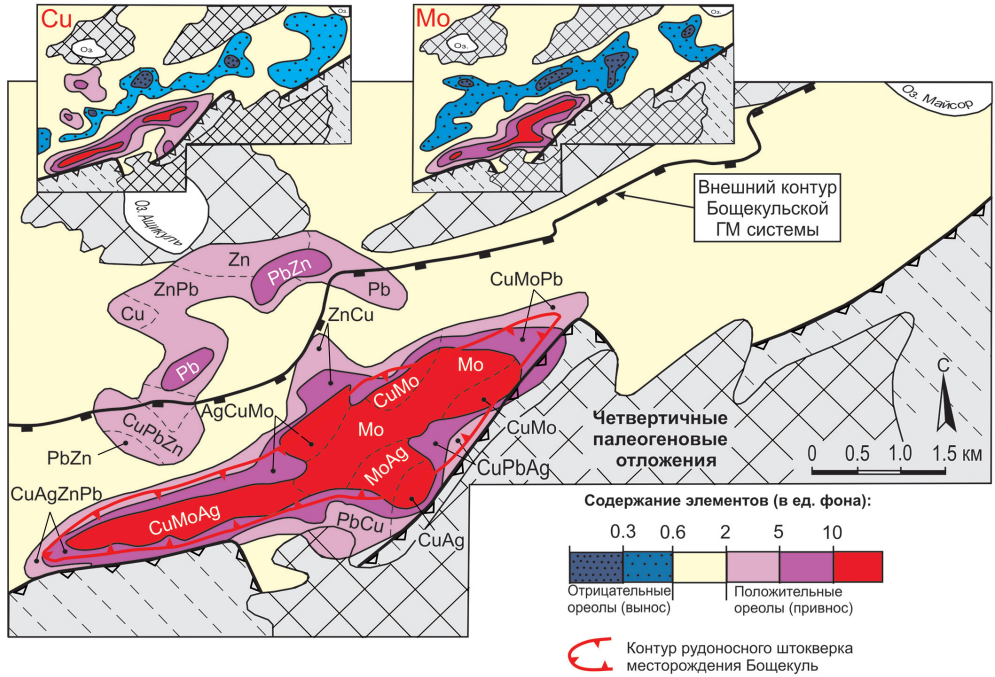 Cu
Оз.
Mo
Оз.
Оз. Майсор
Внешний контур
Бощекульской
ГМ системы
Оз. Ащикуль
Zn
PbZn
ZnPb
Pb
Cu
CuMoPb
ZnCu
Pb
Mo
CuMo
AgCuMo
CuPbZn
Mo
CuMo
PbZn
MoAg
CuPbAg
CuAgZnPb
CuMoAg
PbCu
CuAg
Четвертичные
палеогеновые
отложения
С
0 0.5 1.0 1.5 км
Содержание элементов (в ед. фона):
0.3 0.6 2 5 10
Отрицательные
ореолы (вынос)
Положительные
ореолы (привнос)
Контур рудоносного штокверка
месторождения Бощекуль